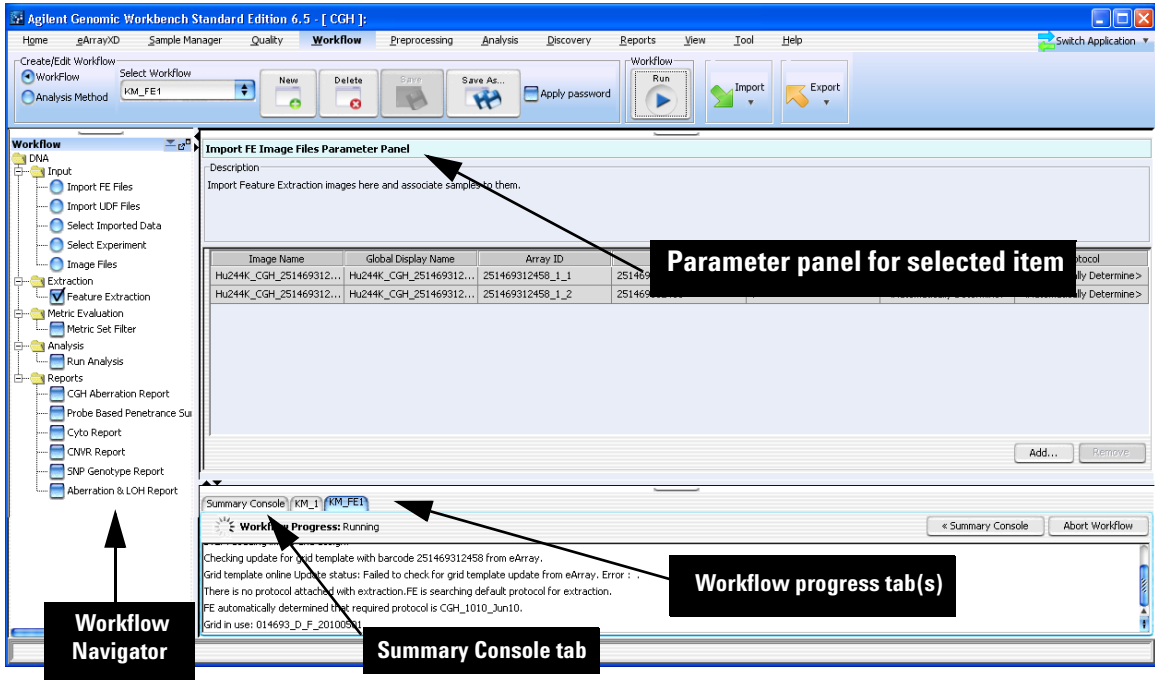 Agilent Genomic Workbench Standard Edition 6.5 - [ CGH ]:
Home eArrayXD Sample Manager Quality Workflow Preprocessing Analysis Discovery Reports View Tool Help Switch Application
Create/Edit Workflow
WorkFlow
Analysis Method
Select Workflow
KM_FE1
New
Delete
Save
Save As...
Apply password
Workflow
Run
Import
Export
Workflow
DNA
Input
Import FE Files
Import UDF Files
Select Imported Data
Select Experiment
Image Files
Extraction
Feature Extraction
Metric Evaluation
Metric Set Filter
Analysis
Run Analysis
Reports
CGH Aberration Report
Probe Based Penetrance Sur
Cyto Report
CNVR Report
SNP Genotype Report
Aberration & LOH Report
Import FE Image Files Parameter Panel
Description
Import Feature Extraction images here and associate samples to them.
Image Name Global Display Name Array ID
Hu244K_CGH_251469312... Hu244K_CGH_251469312... 251469312458_1_1
Hu244K_CGH_251469312... Hu244K_CGH_251469312... 251469312458_1_2
Parameter panel for selected item
Add... Remove
Summary Console KM_1 KM_FE1
Workflow Progress: Running
« Summary Console Abort Workflow
Checking update for grid template with barcode 251469312458 from eArray.
Grid template online Update status: Failed to check for grid template update from eArray. Error : .
There is no protocol attached with extraction.FE is searching default protocol for extraction.
FE automatically determined that required protocol is CGH_1010_Jun10.
Grid in use: 014693_D_F_20100501
Workflow progress tab(s)
Workflow
Navigator
Summary Console tab